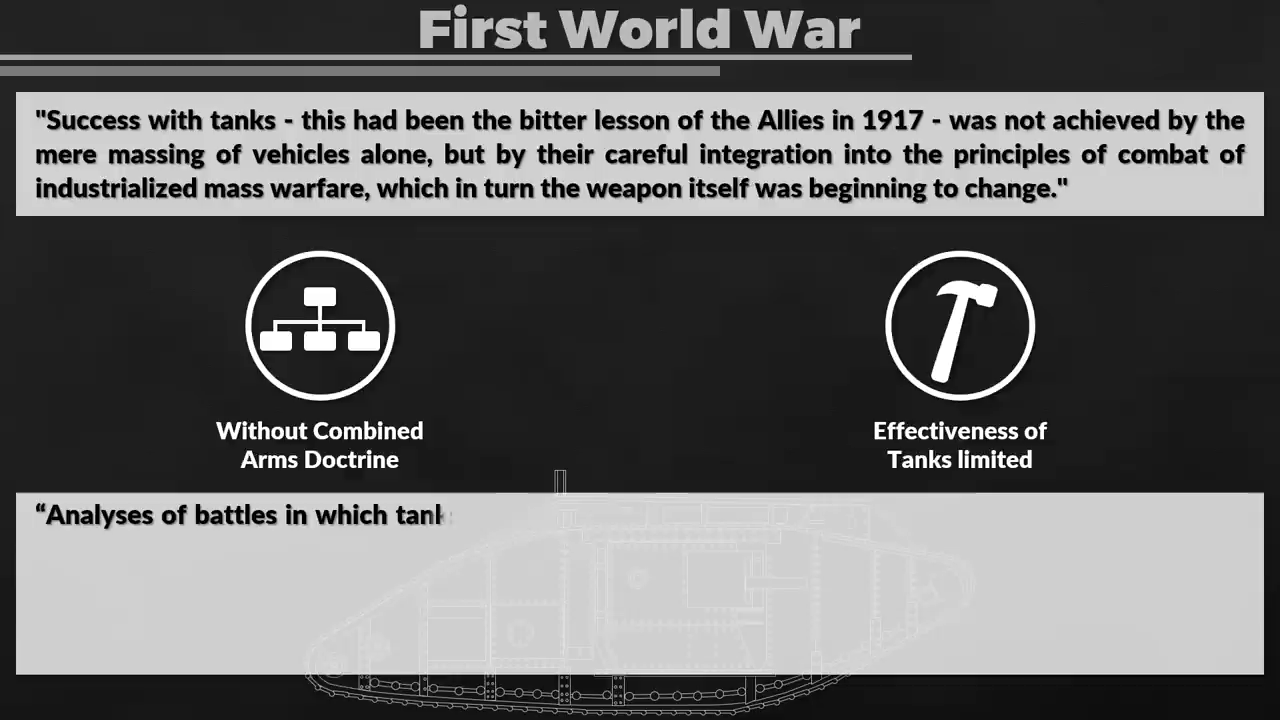 First World War
"Success with tanks - this had been the bitter lesson of the Allies in 1917 - was not achieved by the
mere massing of vehicles alone, but by their careful integration into the principles of combat of
industrialized mass warfare, which in turn the weapon itself was beginning to change."
Without Combined
Arms Doctrine
Effectiveness of
Tanks limited
“Analyses of battles in which tank